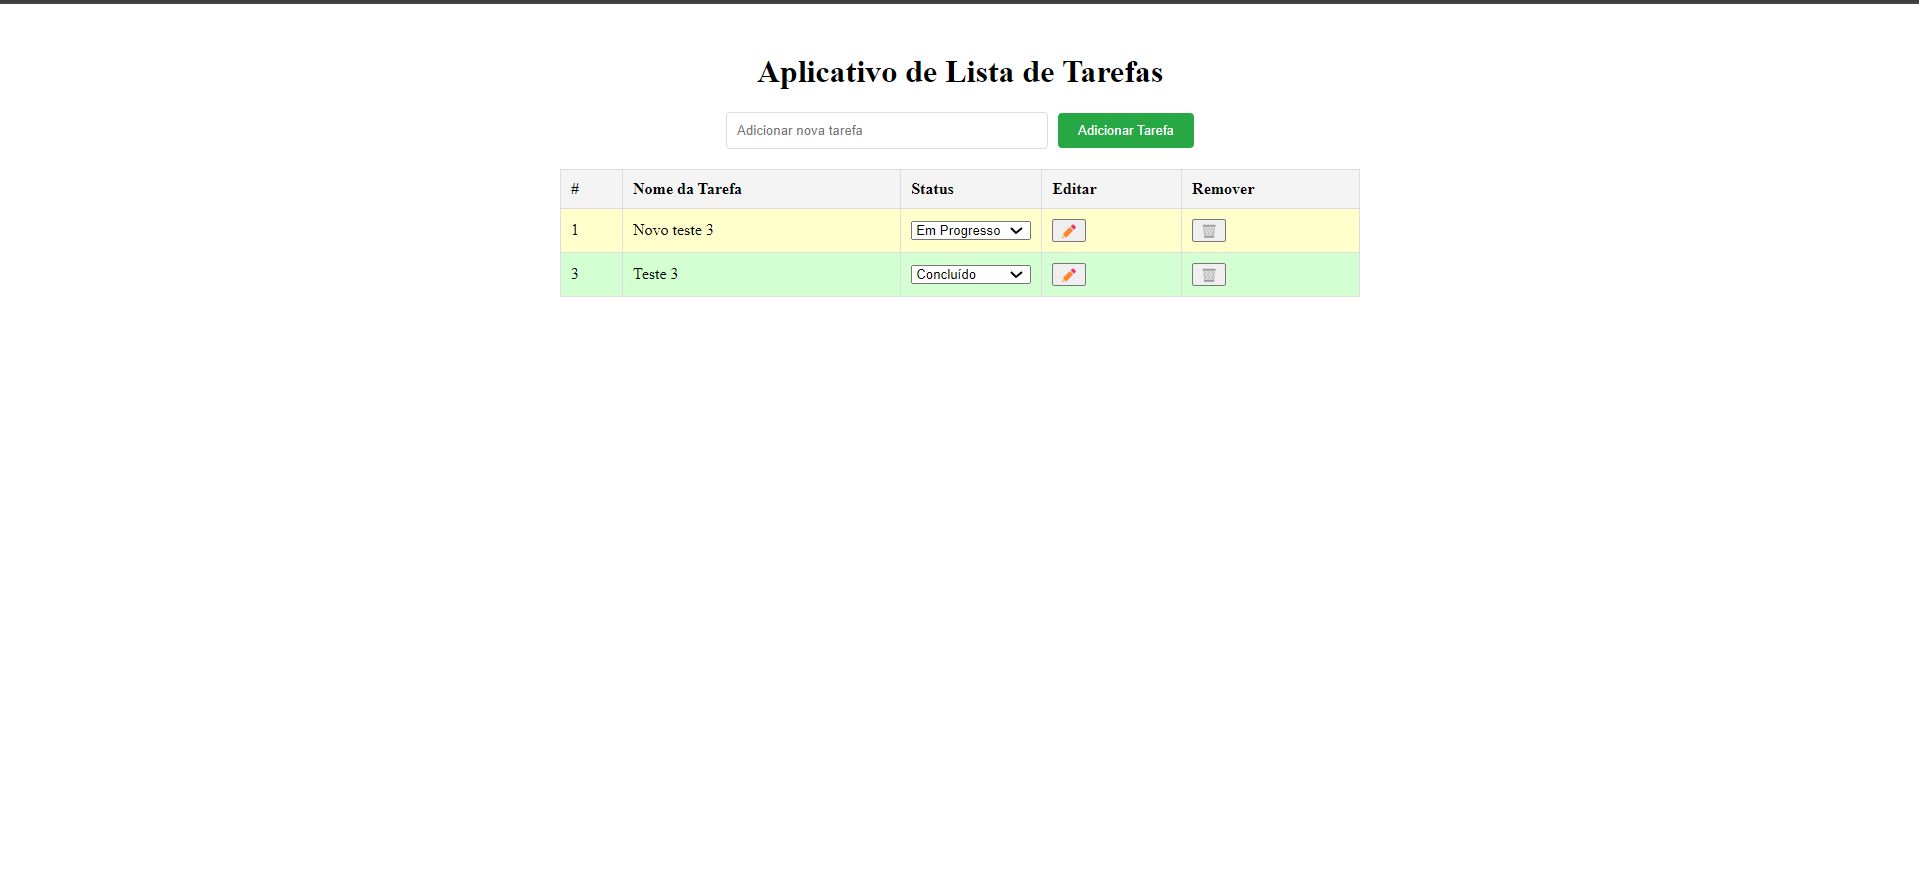 Aplicativo de Lista de Tarefas
Adicionar nova tarefa Adicionar Tarefa
# Nome da Tarefa Status Editar Remover
1 Novo teste 3 Em Progresso
3 Teste 3 Concluído